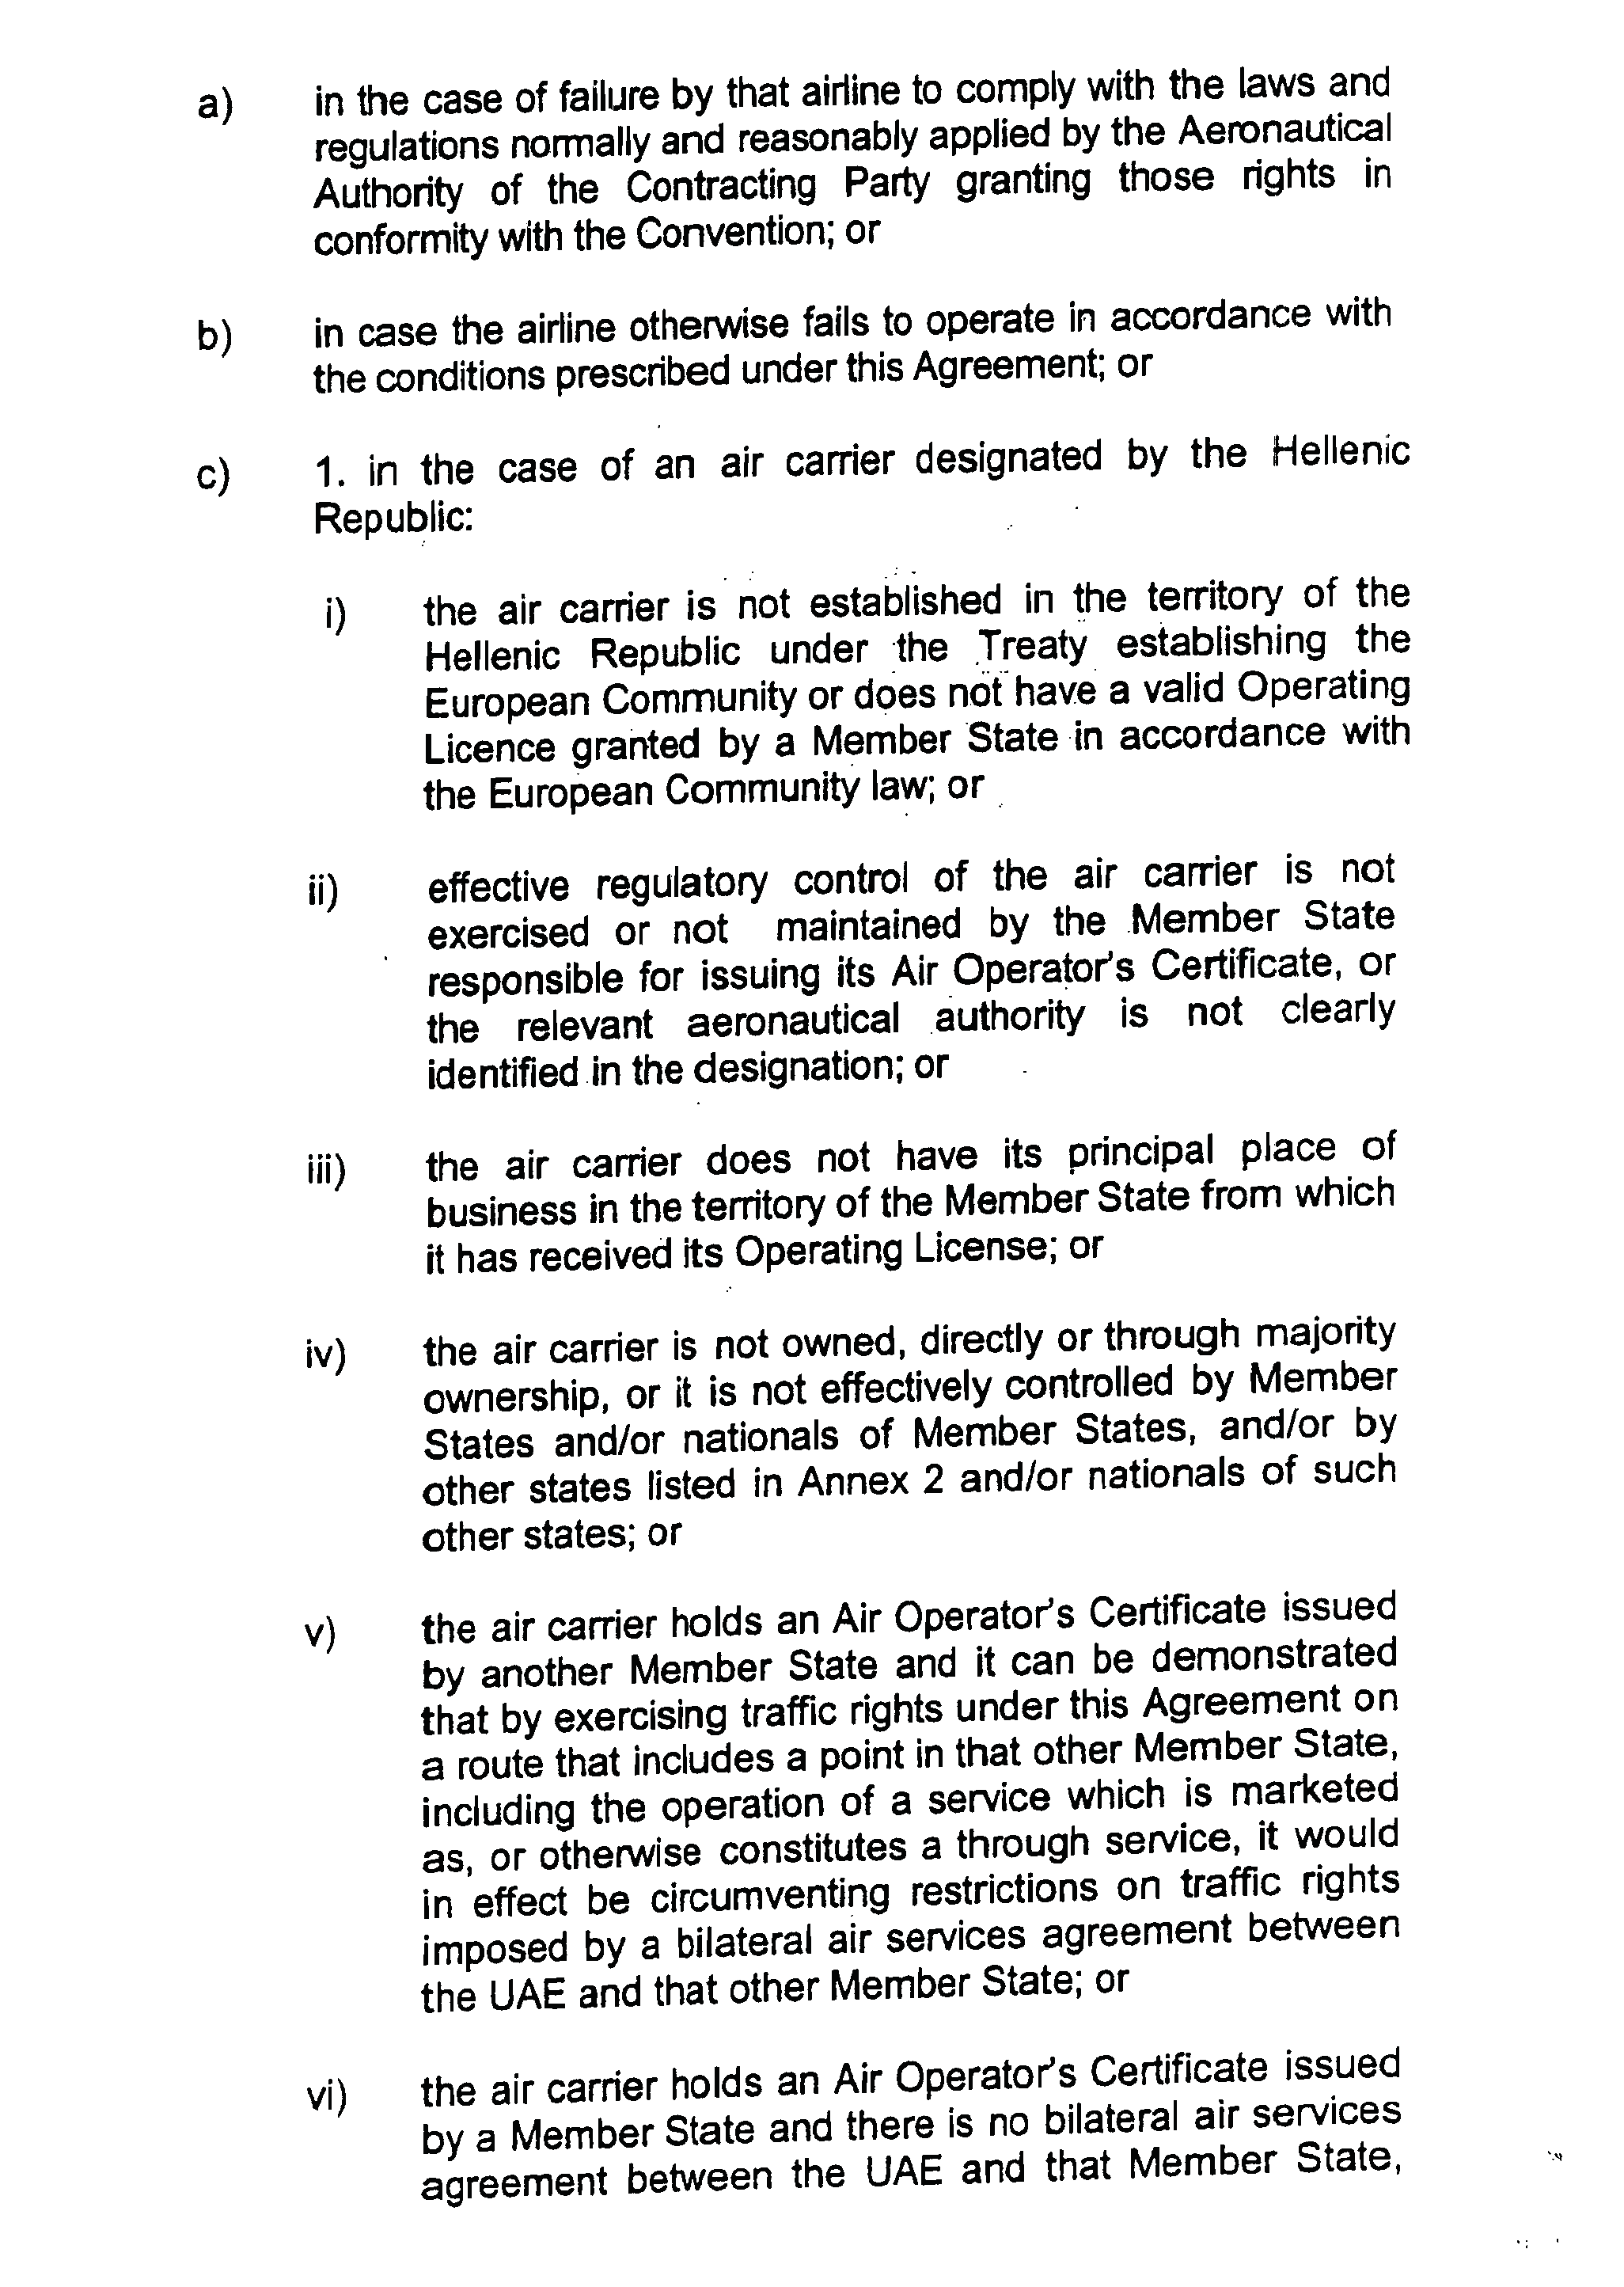 a) in the case of failure by that airline to comply with the laws and
regulations normally and reasonably applied by the Aeronautical
Authority of the Contracting Party granting those rights in
conformity with the Convention; or
b) in case the airline otherwise fails to operate in accordance with
the conditions prescribed under this Agreement; or
c) 1. in the case of an air carrier designated by the Hellenic
Republic:
i) the air carrier is not established in the territory of the
Hellenic Republic under the Treaty establishing the
European Community or does not have a valid Operating
Licence granted by a Member State in accordance with
the European Community law; or
ii) effective regulatory control of the air carrier is not
exercised or not maintained by the Member State
responsible for issuing its Air Operator's Certificate, or
the relevant aeronautical authority is not clearly
identified in the designation; or
iii) the air carrier does not have its principal place of
business in the territory of the Member State from which
it has received its Operating License; or
iv) the air carrier is not owned, directly or through majority
ownership, or it is not effectively controlled by Member
States and/or nationals of Member States, and/or by
other states listed in Annex 2 and/or nationals of such
other states; or
v) the air carrier holds an Air Operator's Certificate issued
by another Member State and it can be demonstrated
that by exercising traffic rights under this Agreement on
a route that includes a point in that other Member State,
including the operation of a service which is marketed
as, or otherwise constitutes a through service, it would
in effect be circumventing restrictions on traffic rights
imposed by a bilateral air services agreement between
the UAE and that other Member State; or
vi) the air carrier holds an Air Operator's Certificate issued
by a Member State and there is no bilateral air services
agreement between the UAE and that Member State,